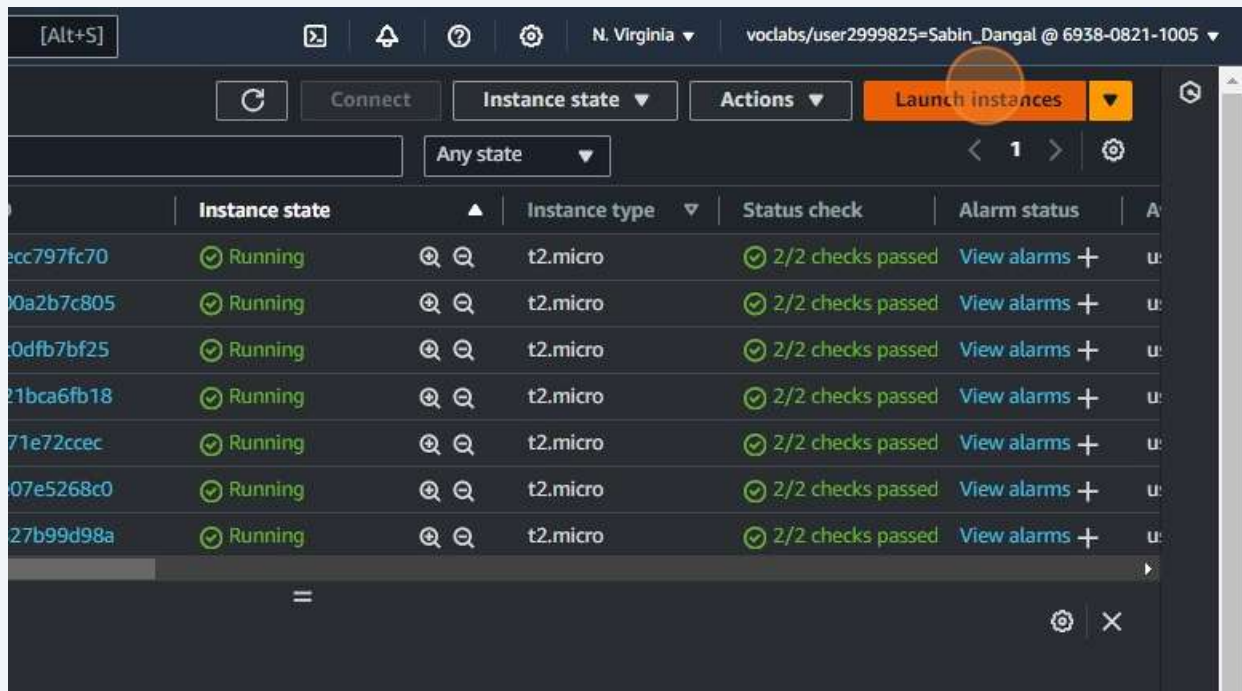 [Alt+S] N. Virginia ▼ voclabs/user2999825=Sabin_Dangal @ 6938-0821-1005 ▼
Connect Instance state ▼ Actions ▼ Launch instances ▼
Any state ▼ < 1 >
Instance state ▲ Instance type ▽ Status check Alarm status A
ecc797fc70 Running t2.micro 2/2 checks passed View alarms + u
00a2b7c805 Running t2.micro 2/2 checks passed View alarms + u
c0dfb7bf25 Running t2.micro 2/2 checks passed View alarms + u
21bca6fb18 Running t2.micro 2/2 checks passed View alarms + u
71e72ccec Running t2.micro 2/2 checks passed View alarms + u
e07e5268c0 Running t2.micro 2/2 checks passed View alarms + u
27b99d98a Running t2.micro 2/2 checks passed View alarms + u